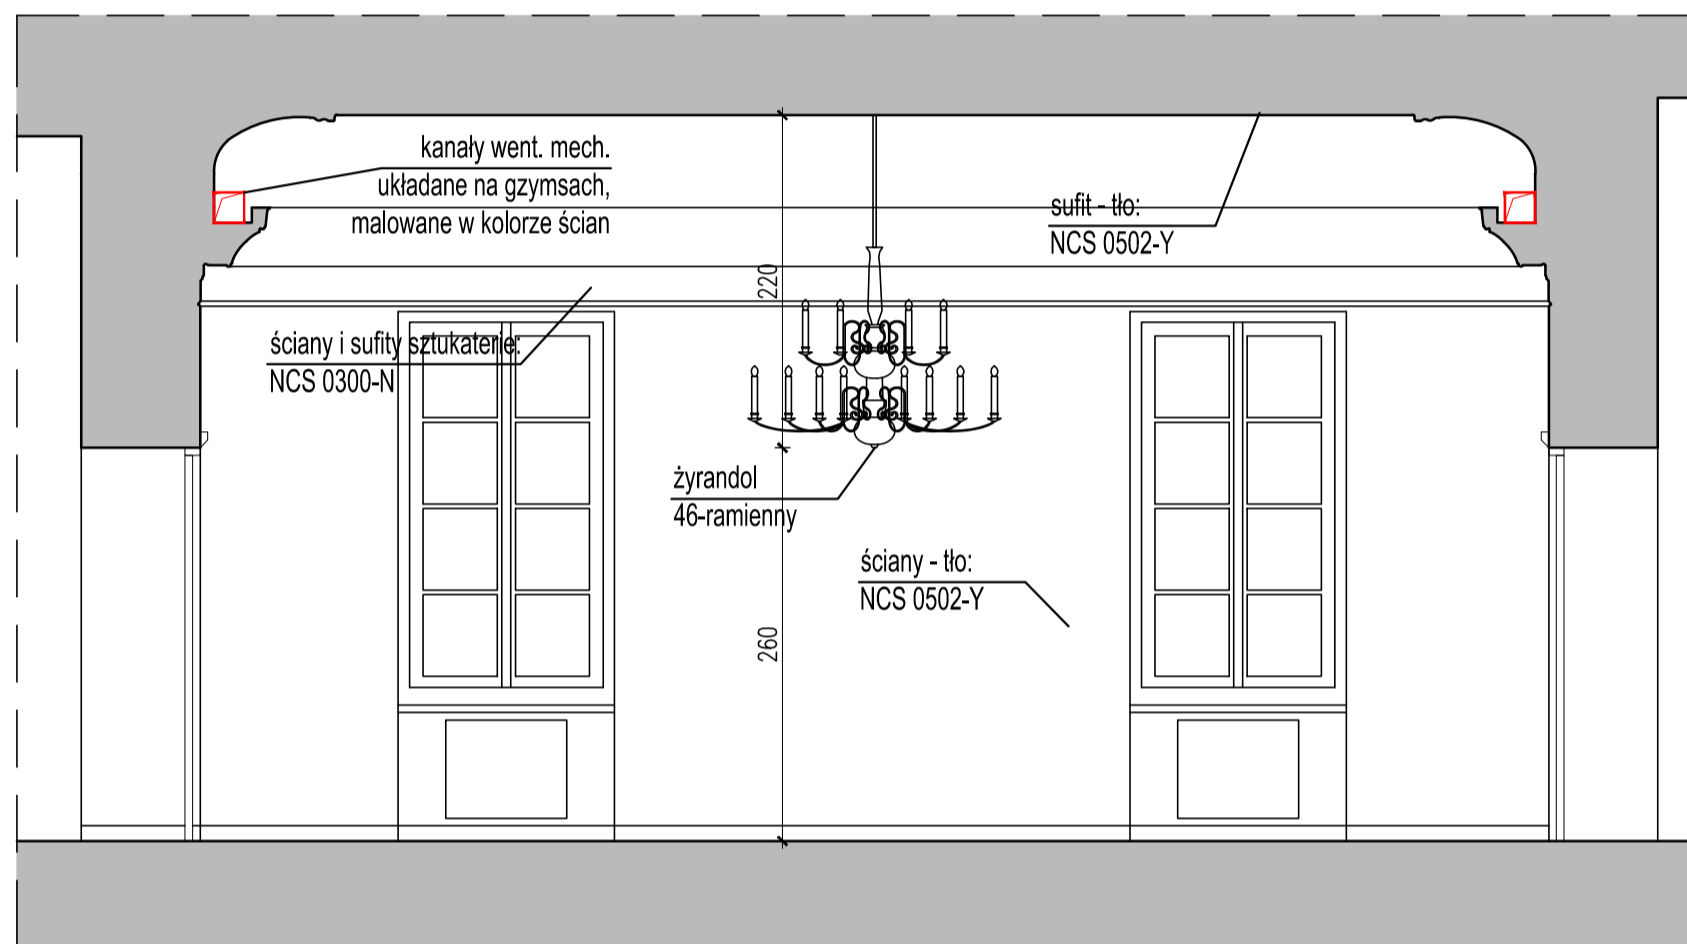 kanały went. mech.
układane na gzymsach,
malowane w kolorze ścian
sufit - tło:
NCS 0502-Y
220
ściany i sufity sztukaterie:
NCS 0300-N
żyrandol
46-ramienny
ściany - tło:
NCS 0502-Y
260